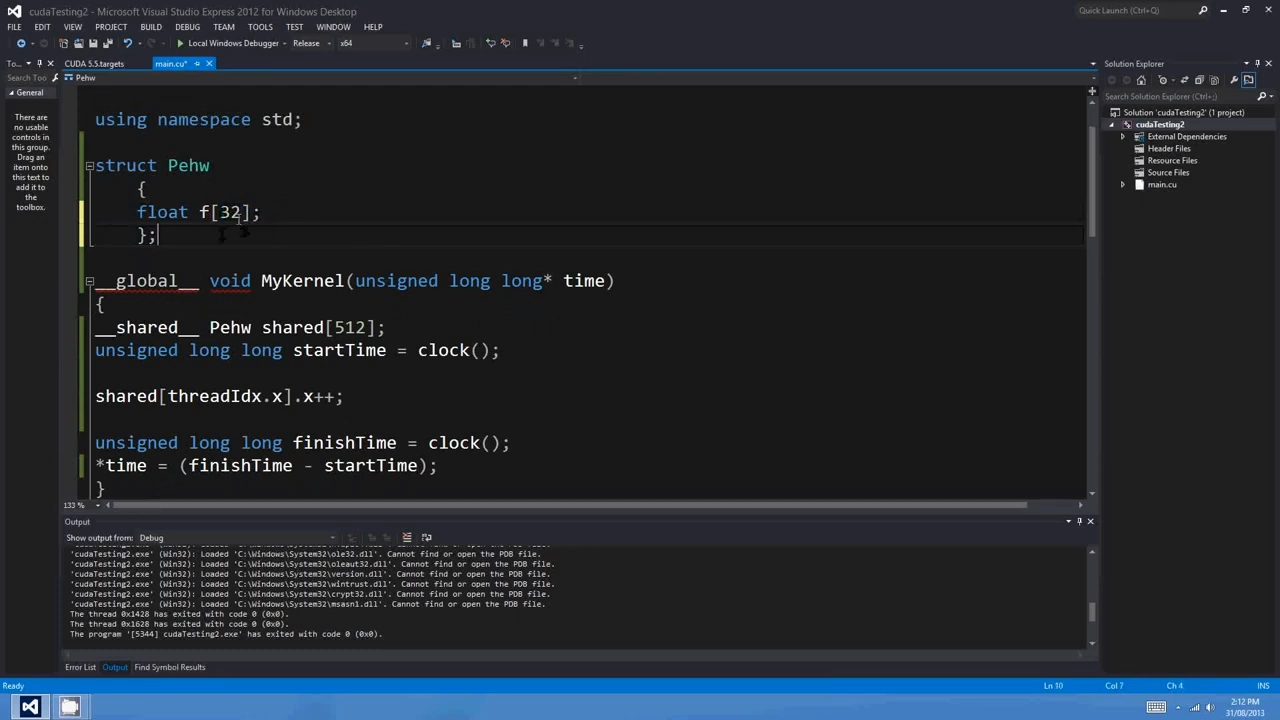 cudaTesting2 - Microsoft Visual Studio Express 2012 for Windows Desktop
Quick Launch (Ctrl+Q)
FILE EDIT VIEW PROJECT BUILD DEBUG TEAM TOOLS TEST WINDOW HELP
Local Windows Debugger Release x64
To...
Search Too
General
There are
no usable
controls in
this group.
Drag an
item onto
this text to
add it to
the
toolbox.
CUDA 5.5.targets main.cu*
Pehw
using namespace std;
struct Pehw
{
float f[32];
};
__global__ void MyKernel(unsigned long long* time)
{
__shared__ Pehw shared[512];
unsigned long long startTime = clock();
shared[threadIdx.x].x++;
unsigned long long finishTime = clock();
*time = (finishTime - startTime);
}
133 %
Solution Explorer
Search Solution Explorer (Ctrl+;)
Solution 'cudaTesting2' (1 project)
cudaTesting2
External Dependencies
Header Files
Resource Files
Source Files
main.cu
Output
Show output from: Debug
'cudaTesting2.exe' (Win32): Loaded 'C:\Windows\System32\ole32.dll'. Cannot find or open the PDB file.
'cudaTesting2.exe' (Win32): Loaded 'C:\Windows\System32\oleaut32.dll'. Cannot find or open the PDB file.
'cudaTesting2.exe' (Win32): Loaded 'C:\Windows\System32\version.dll'. Cannot find or open the PDB file.
'cudaTesting2.exe' (Win32): Loaded 'C:\Windows\System32\wintrust.dll'. Cannot find or open the PDB file.
'cudaTesting2.exe' (Win32): Loaded 'C:\Windows\System32\crypt32.dll'. Cannot find or open the PDB file.
'cudaTesting2.exe' (Win32): Loaded 'C:\Windows\System32\msasn1.dll'. Cannot find or open the PDB file.
The thread 0x1428 has exited with code 0 (0x0).
The thread 0x1628 has exited with code 0 (0x0).
The program '[5344] cudaTesting2.exe' has exited with code 0 (0x0).
Error List Output Find Symbol Results
Ready Ln 10 Col 7 Ch 4 INS
2:12 PM
31/08/2013